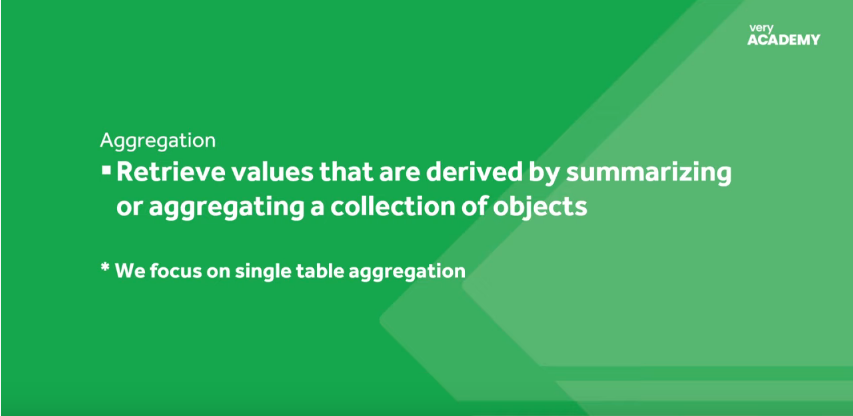 very
ACADEMY
Aggregation
▪ Retrieve values that are derived by summarizing
or aggregating a collection of objects
* We focus on single table aggregation